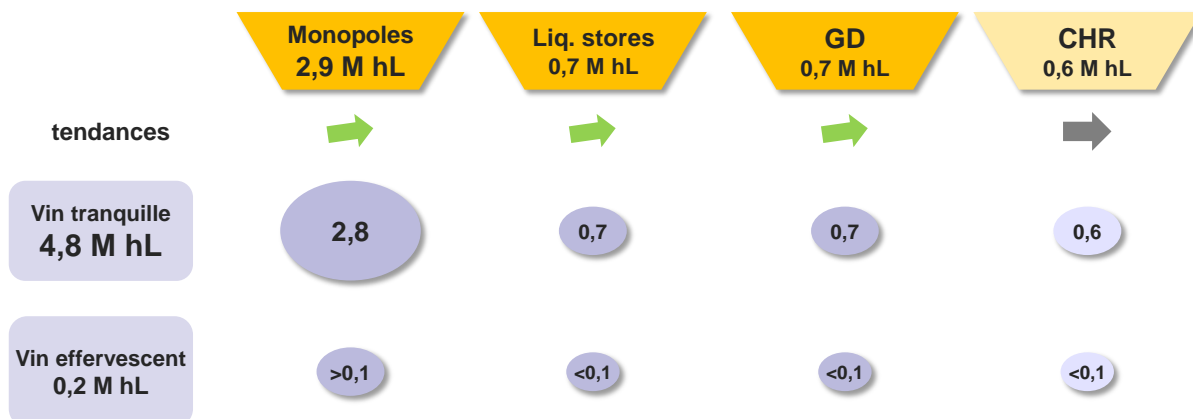 Monopoles
2,9 M hL
Liq. stores
0,7 M hL
GD
0,7 M hL
CHR
0,6 M hL
tendances
Vin tranquille
4,8 M hL
2,8
0,7
0,7
0,6
Vin effervescent
0,2 M hL
>0,1
<0,1
<0,1
<0,1